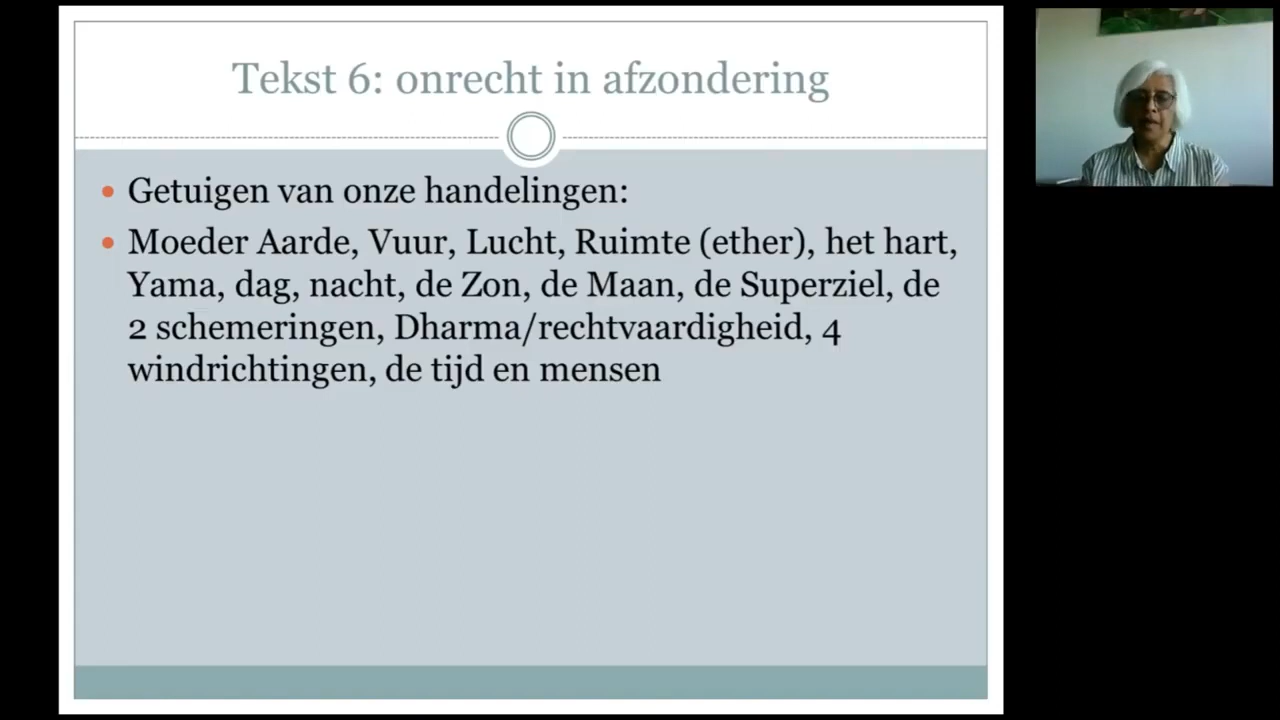 Tekst 6: onrecht in afzondering
Getuigen van onze handelingen:
Moeder Aarde, Vuur, Lucht, Ruimte (ether), het hart,
Yama, dag, nacht, de Zon, de Maan, de Superziel, de
2 schemeringen, Dharma/rechtvaardigheid, 4
windrichtingen, de tijd en mensen